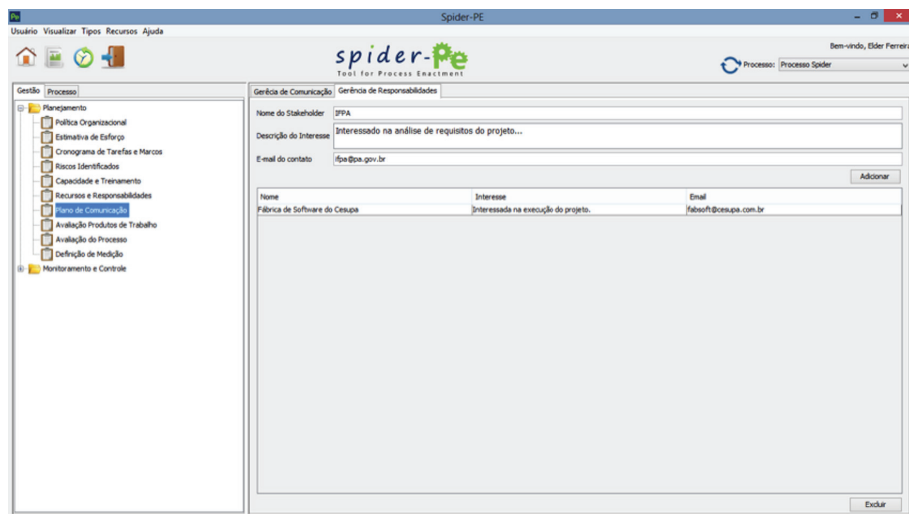 Pe
Spider-PE
Usuário Visualizar Tipos Recursos Ajuda
Bem-vindo, Elder Ferreira
spider-Pe
Tool for Process Enactment
Processo: Processo Spider
Gestão Processo
Planejamento
Política Organizacional
Estimativa de Esforço
Cronograma de Tarefas e Marcos
Riscos Identificados
Capacidade e Treinamento
Recursos e Responsabilidades
Plano de Comunicação
Avaliação Produtos de Trabalho
Avaliação do Processo
Definição de Medição
Monitoramento e Controle
Gerêcia de Comunicação Gerência de Responsabilidades
Nome do Stakeholder IFPA
Descrição do Interesse Interessado na análise de requisitos do projeto...
E-mail do contato ifpa@pa.gov.br
Adicionar
Nome Interesse Email
Fábrica de Software do Cesupa Interessada na execução do projeto. fabsoft@cesupa.com.br
Excluir